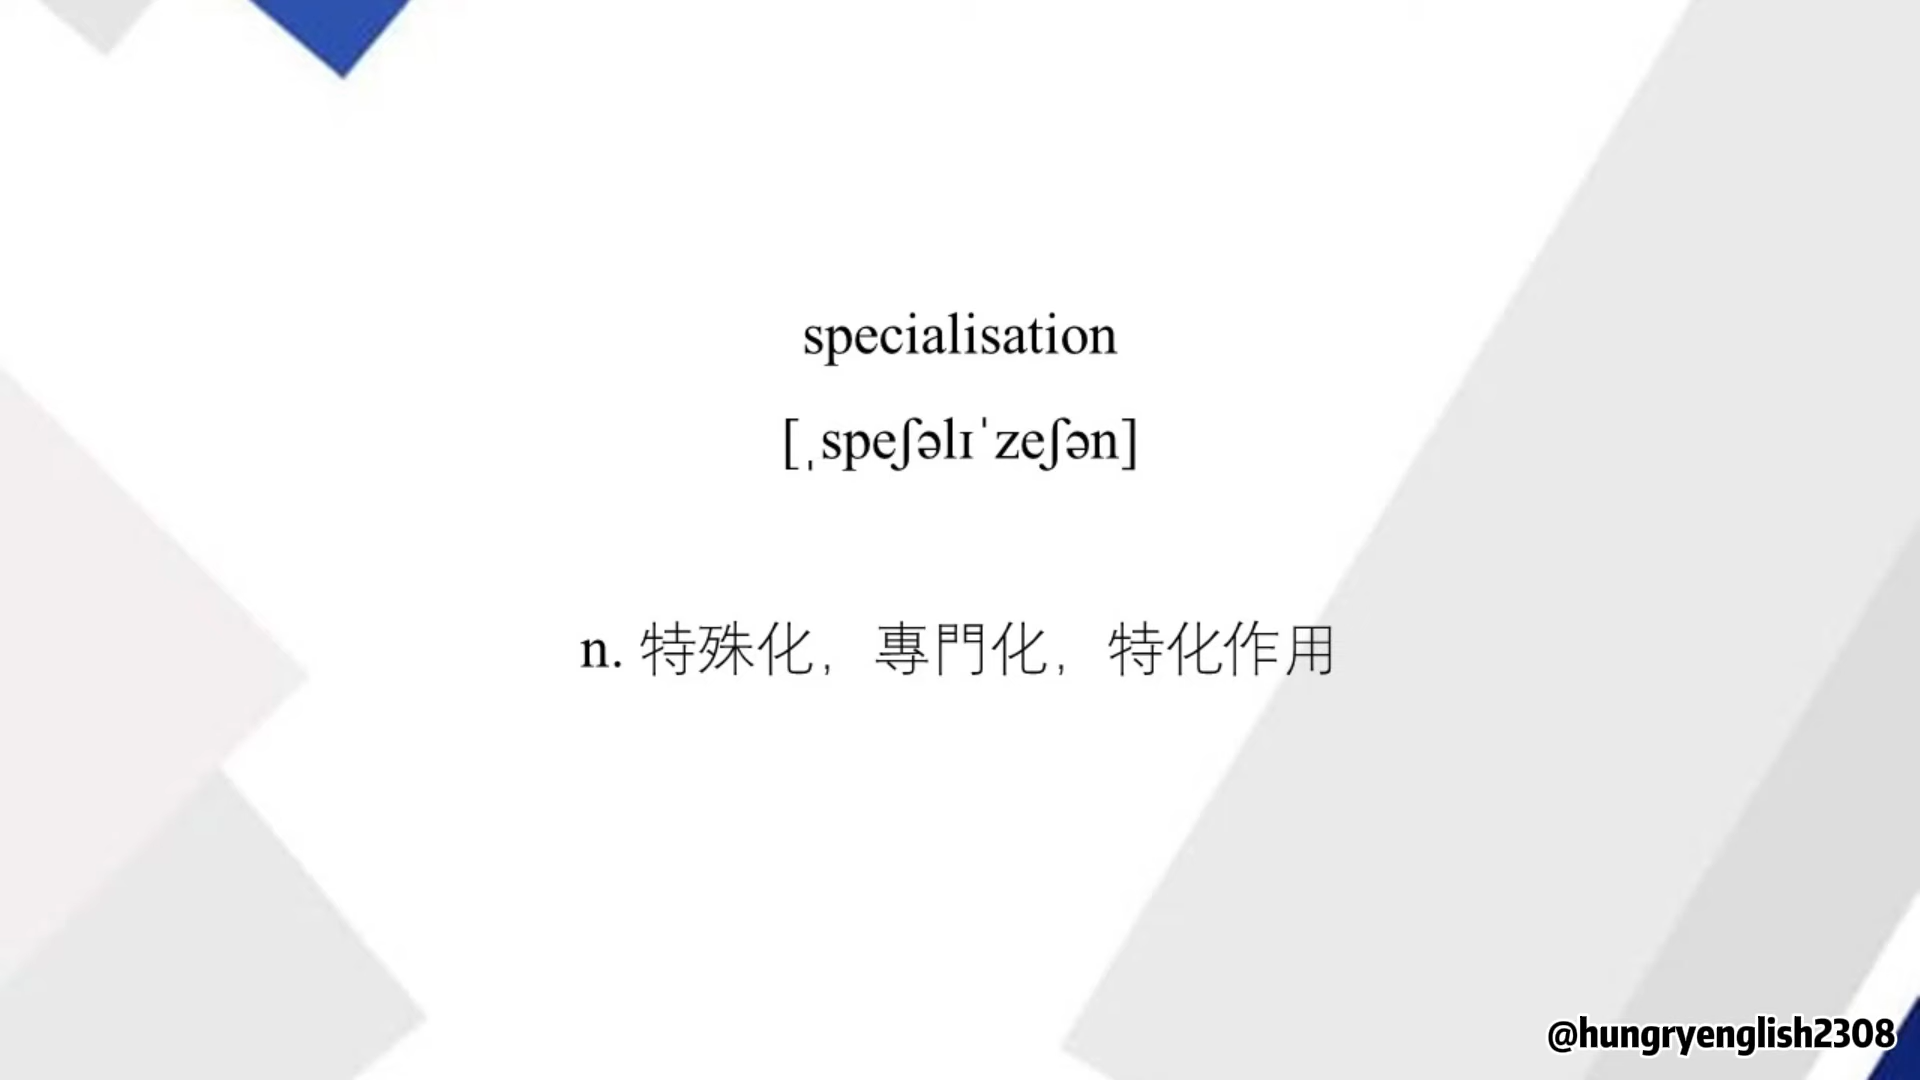 specialisation
[ˌspeʃəlɪˈzeʃən]
n. 特殊化，專門化，特化作用
@hungryenglish2308